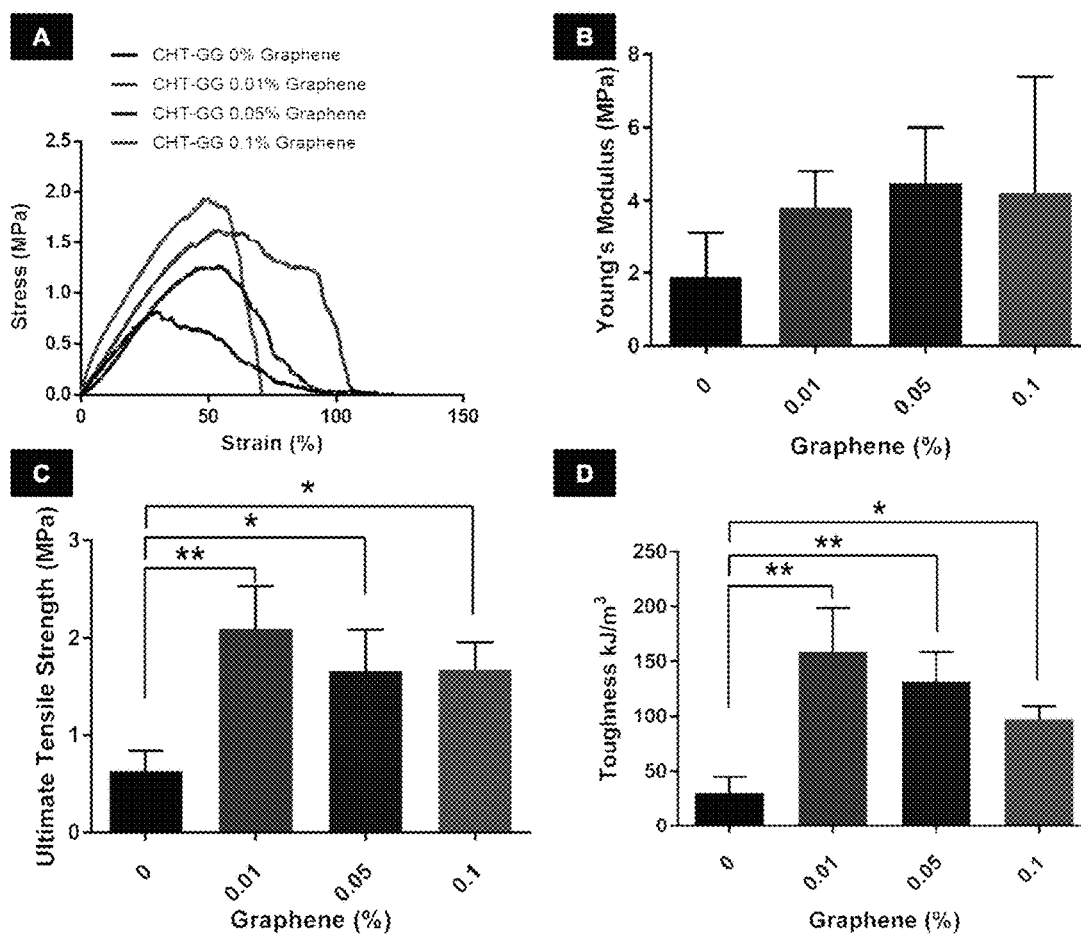 A
CHT-GG 0% Graphene
CHT-GG 0.01% Graphene
CHT-GG 0.05% Graphene
CHT-GG 0.1% Graphene
2.5
2.0
1.5
1.0
0.5
0.0
Stress (MPa)
0 50 100 150
Strain (%)
B
8
6
4
2
0
Young's Modulus (MPa)
0 0.01 0.05 0.1
Graphene (%)
C
* 
*
**
3
2
1
0
Ultimate Tensile Strength (MPa)
0 0.01 0.05 0.1
Graphene (%)
D
*
**
**
250
200
150
100
50
0
Toughness kJ/m³
0 0.01 0.05 0.1
Graphene (%)